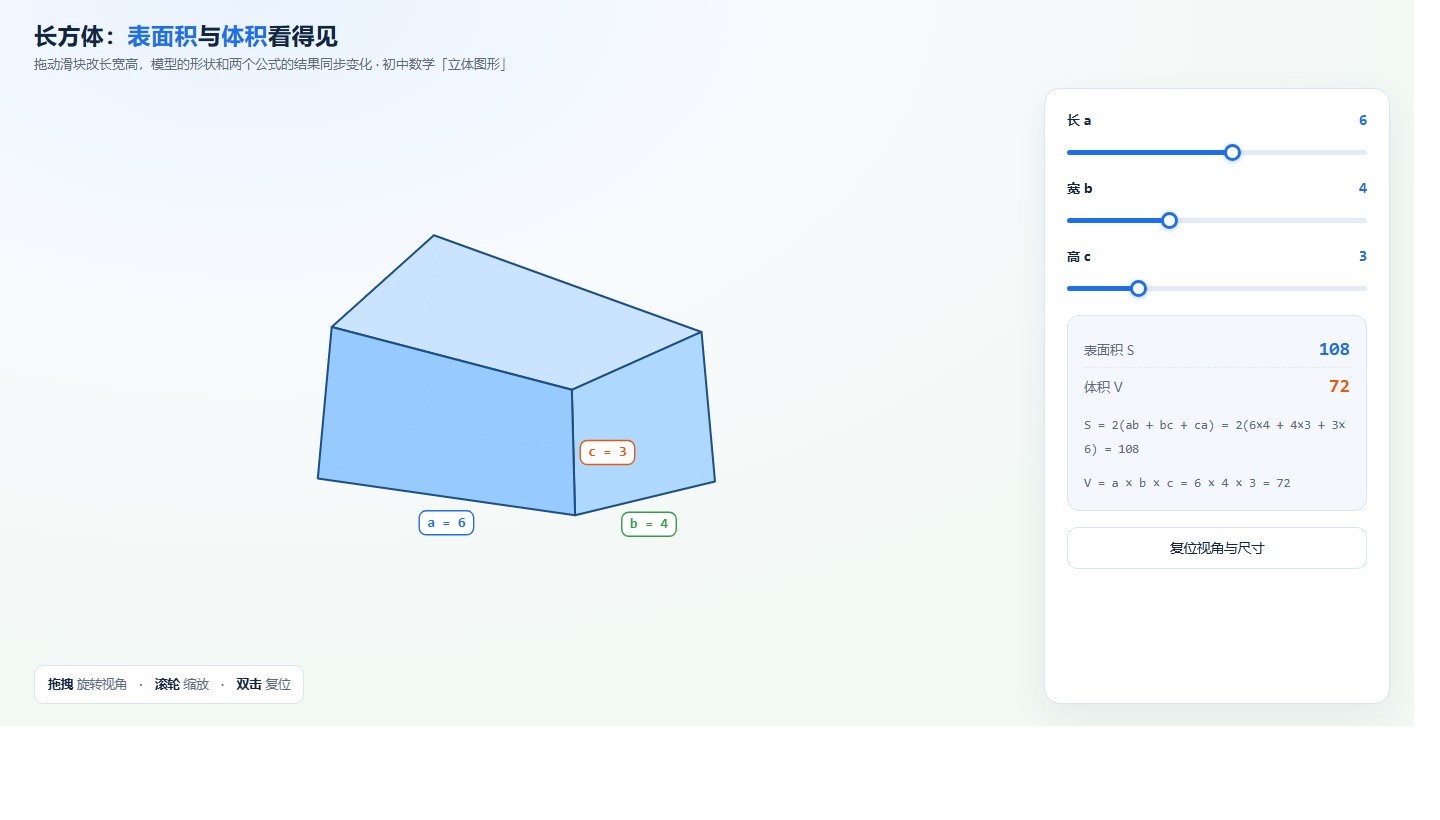 长方体：表面积与体积看得见
拖动滑块改长宽高，模型的形状和两个公式的结果同步变化 · 初中数学「立体图形」
长 a 6
宽 b 4
高 c 3
表面积 S 108
体积 V 72
S = 2(ab + bc + ca) = 2(6×4 + 4×3 + 3×
6) = 108
V = a × b × c = 6 × 4 × 3 = 72
复位视角与尺寸
c = 3
a = 6
b = 4
拖拽 旋转视角 · 滚轮 缩放 · 双击 复位